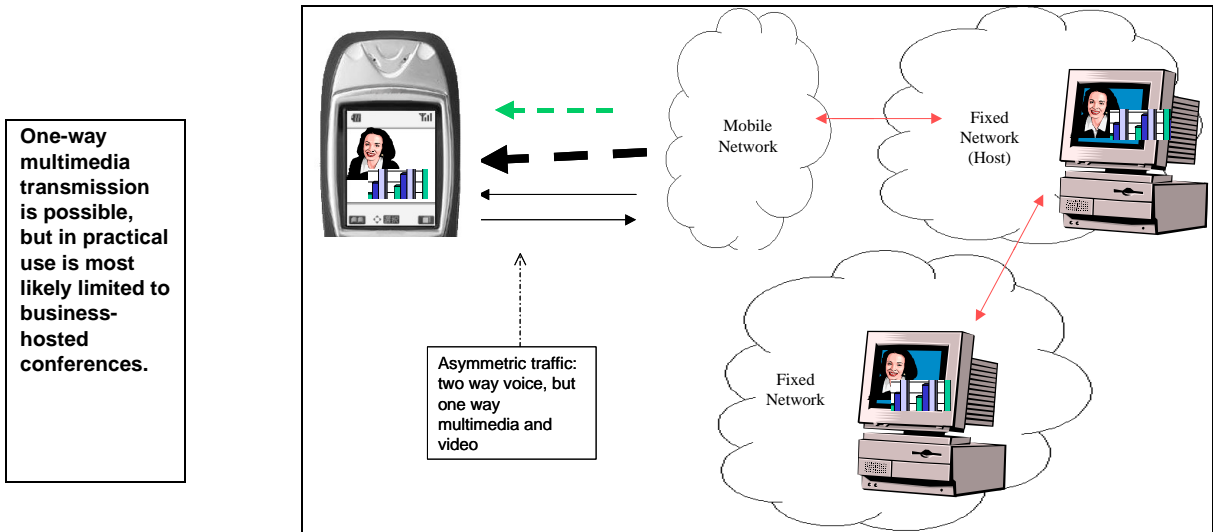 One-way
multimedia
transmission
is possible,
but in practical
use is most
likely limited to
business-
hosted
conferences.
Mobile
Network
Fixed
Network
(Host)
Asymmetric traffic:
two way voice, but
one way
multimedia and
video
Fixed
Network